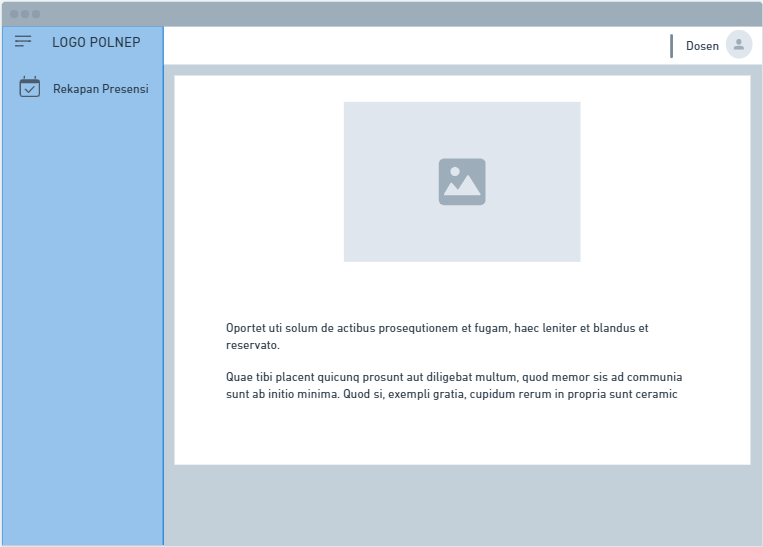 LOGO POLNEP
Dosen
Rekapan Presensi
Oportet uti solum de actibus prosequtionem et fugam, haec leniter et blandus et
reservato.
Quae tibi placent quicunq prosunt aut diligebat multum, quod memor sis ad communia
sunt ab initio minima. Quod si, exempli gratia, cupidum rerum in propria sunt ceramic